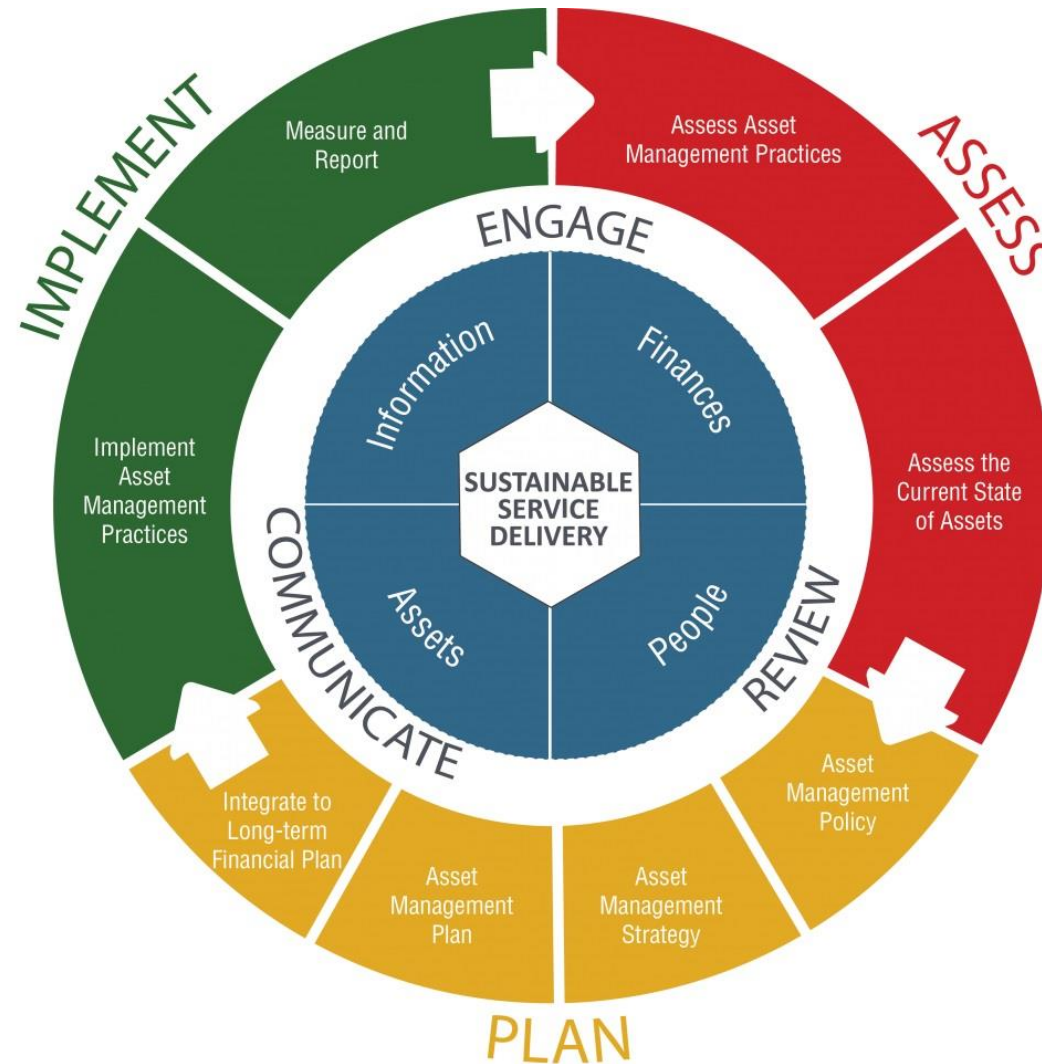 IMPLEMENT
Measure and
Report
Assess Asset
Management Practices
ASSESS
ENGAGE
Information
Finances
Implement
Asset
Management
Practices
SUSTAINABLE
SERVICE
DELIVERY
Assess the
Current State
of Assets
COMMUNICATE
Assets
People
REVIEW
Integrate to
Long-term
Financial Plan
Asset
Management
Plan
Asset
Management
Strategy
Asset
Management
Policy
PLAN